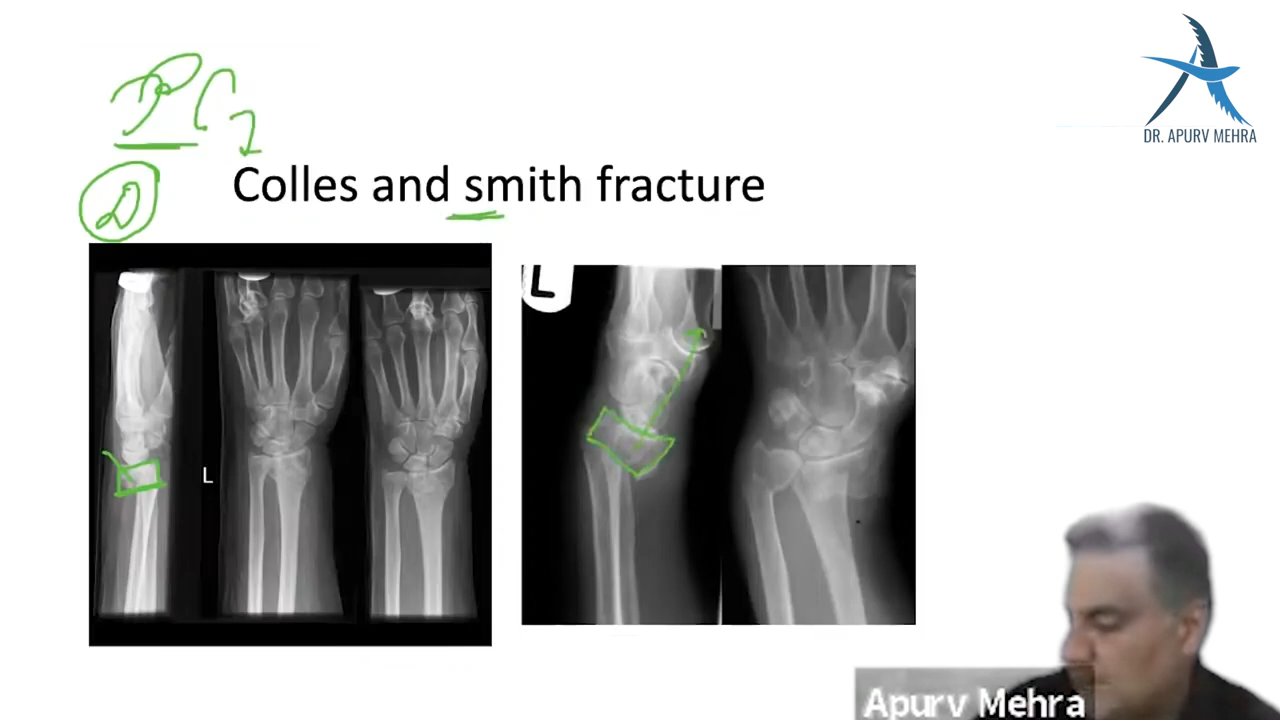 DR. APURV MEHRA
Colles and smith fracture
L
L
Apurv Mehra